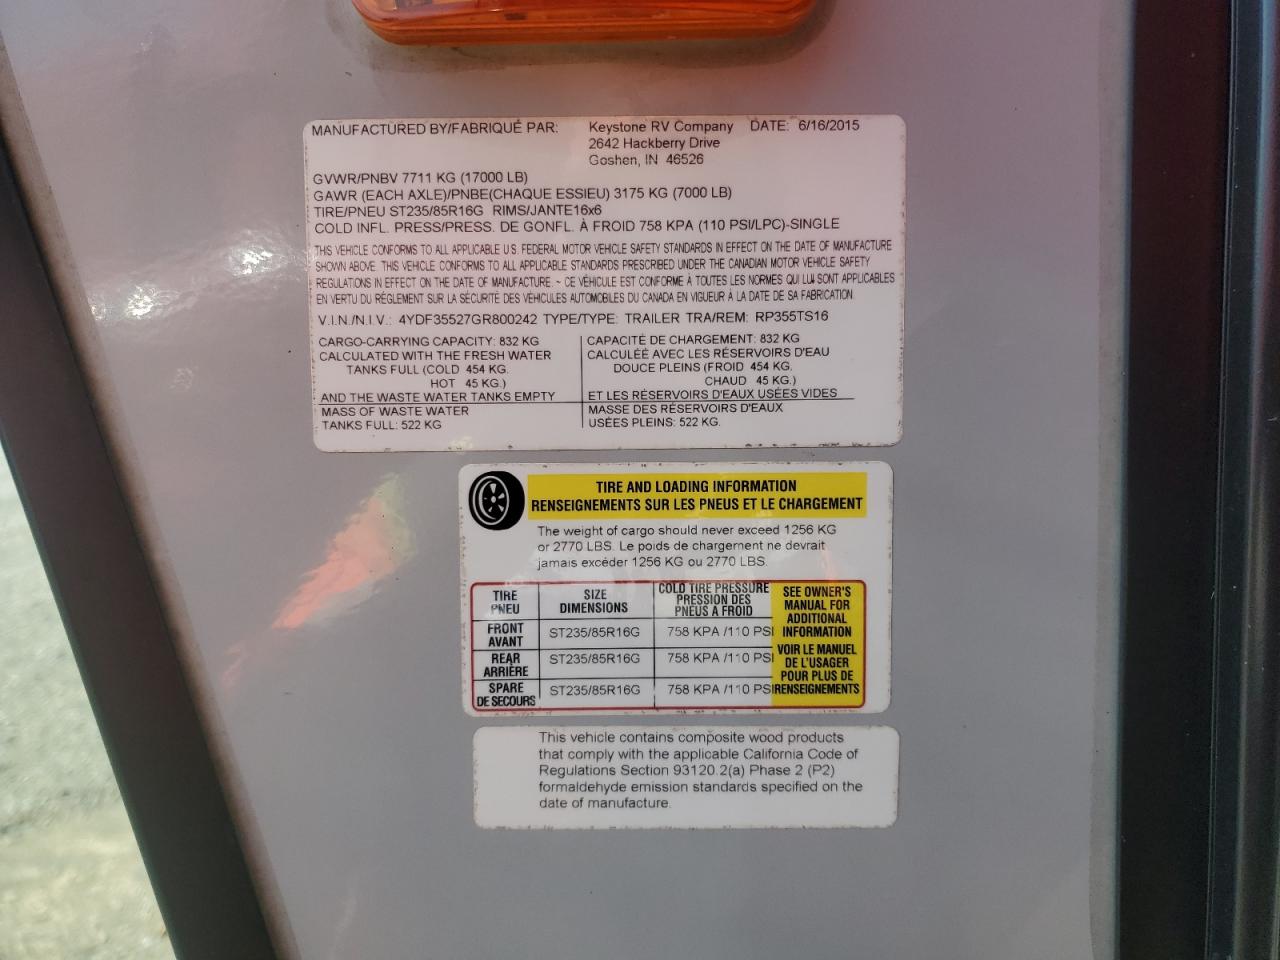 MANUFACTURED BY/FABRIQUÉ PAR: Keystone RV Company DATE: 6/16/2015
2642 Hackberry Drive
Goshen, IN 46526
GVWR/PNBV 7711 KG (17000 LB)
GAWR (EACH AXLE)/PNBE(CHAQUE ESSIEU) 3175 KG (7000 LB)
TIRE/PNEU ST235/85R16G RIMS/JANTE16x6
COLD INFL. PRESS/PRESS. DE GONFL. À FROID 758 KPA (110 PSI/LPC)-SINGLE
THIS VEHICLE CONFORMS TO ALL APPLICABLE U.S. FEDERAL MOTOR VEHICLE SAFETY STANDARDS IN EFFECT ON THE DATE OF MANUFACTURE
SHOWN ABOVE. THIS VEHICLE CONFORMS TO ALL APPLICABLE STANDARDS PRESCRIBED UNDER THE CANADIAN MOTOR VEHICLE SAFETY
REGULATIONS IN EFFECT ON THE DATE OF MANUFACTURE. ~ CE VÉHICULE EST CONFORME À TOUTES LES NORMES QUI LUI SONT APPLICABLES
EN VERTU DU RÉGLEMENT SUR LA SÉCURITÉ DES VÉHICULES AUTOMOBILES DU CANADA EN VIGUEUR À LA DATE DE SA FABRICATION.
V.I.N./N.I.V.: 4YDF35527GR800242 TYPE/TYPE: TRAILER TRA/REM: RP355TS16
CARGO-CARRYING CAPACITY: 832 KG
CALCULATED WITH THE FRESH WATER
TANKS FULL (COLD 454 KG.
HOT 45 KG.)
AND THE WASTE WATER TANKS EMPTY
MASS OF WASTE WATER
TANKS FULL: 522 KG
CAPACITÉ DE CHARGEMENT: 832 KG
CALCULÉE AVEC LES RÉSERVOIRS D'EAU
DOUCE PLEINS (FROID 454 KG.
CHAUD 45 KG.)
ET LES RÉSERVOIRS D'EAUX USÉES VIDES
MASSE DES RÉSERVOIRS D'EAUX
USÉES PLEINS: 522 KG.
TIRE AND LOADING INFORMATION
RENSEIGNEMENTS SUR LES PNEUS ET LE CHARGEMENT
The weight of cargo should never exceed 1256 KG
or 2770 LBS. Le poids de chargement ne devrait
jamais excéder 1256 KG ou 2770 LBS.
TIRE
PNEU
SIZE
DIMENSIONS
COLD TIRE PRESSURE
PRESSION DES
PNEUS A FROID
FRONT
AVANT
ST235/85R16G
758 KPA /110 PSI
REAR
ARRIÈRE
ST235/85R16G
758 KPA /110 PSI
SPARE
DE SECOURS
ST235/85R16G
758 KPA /110 PSI
SEE OWNER'S
MANUAL FOR
ADDITIONAL
INFORMATION
VOIR LE MANUEL
DE L'USAGER
POUR PLUS DE
RENSEIGNEMENTS
This vehicle contains composite wood products
that comply with the applicable California Code of
Regulations Section 93120.2(a) Phase 2 (P2)
formaldehyde emission standards specified on the
date of manufacture.